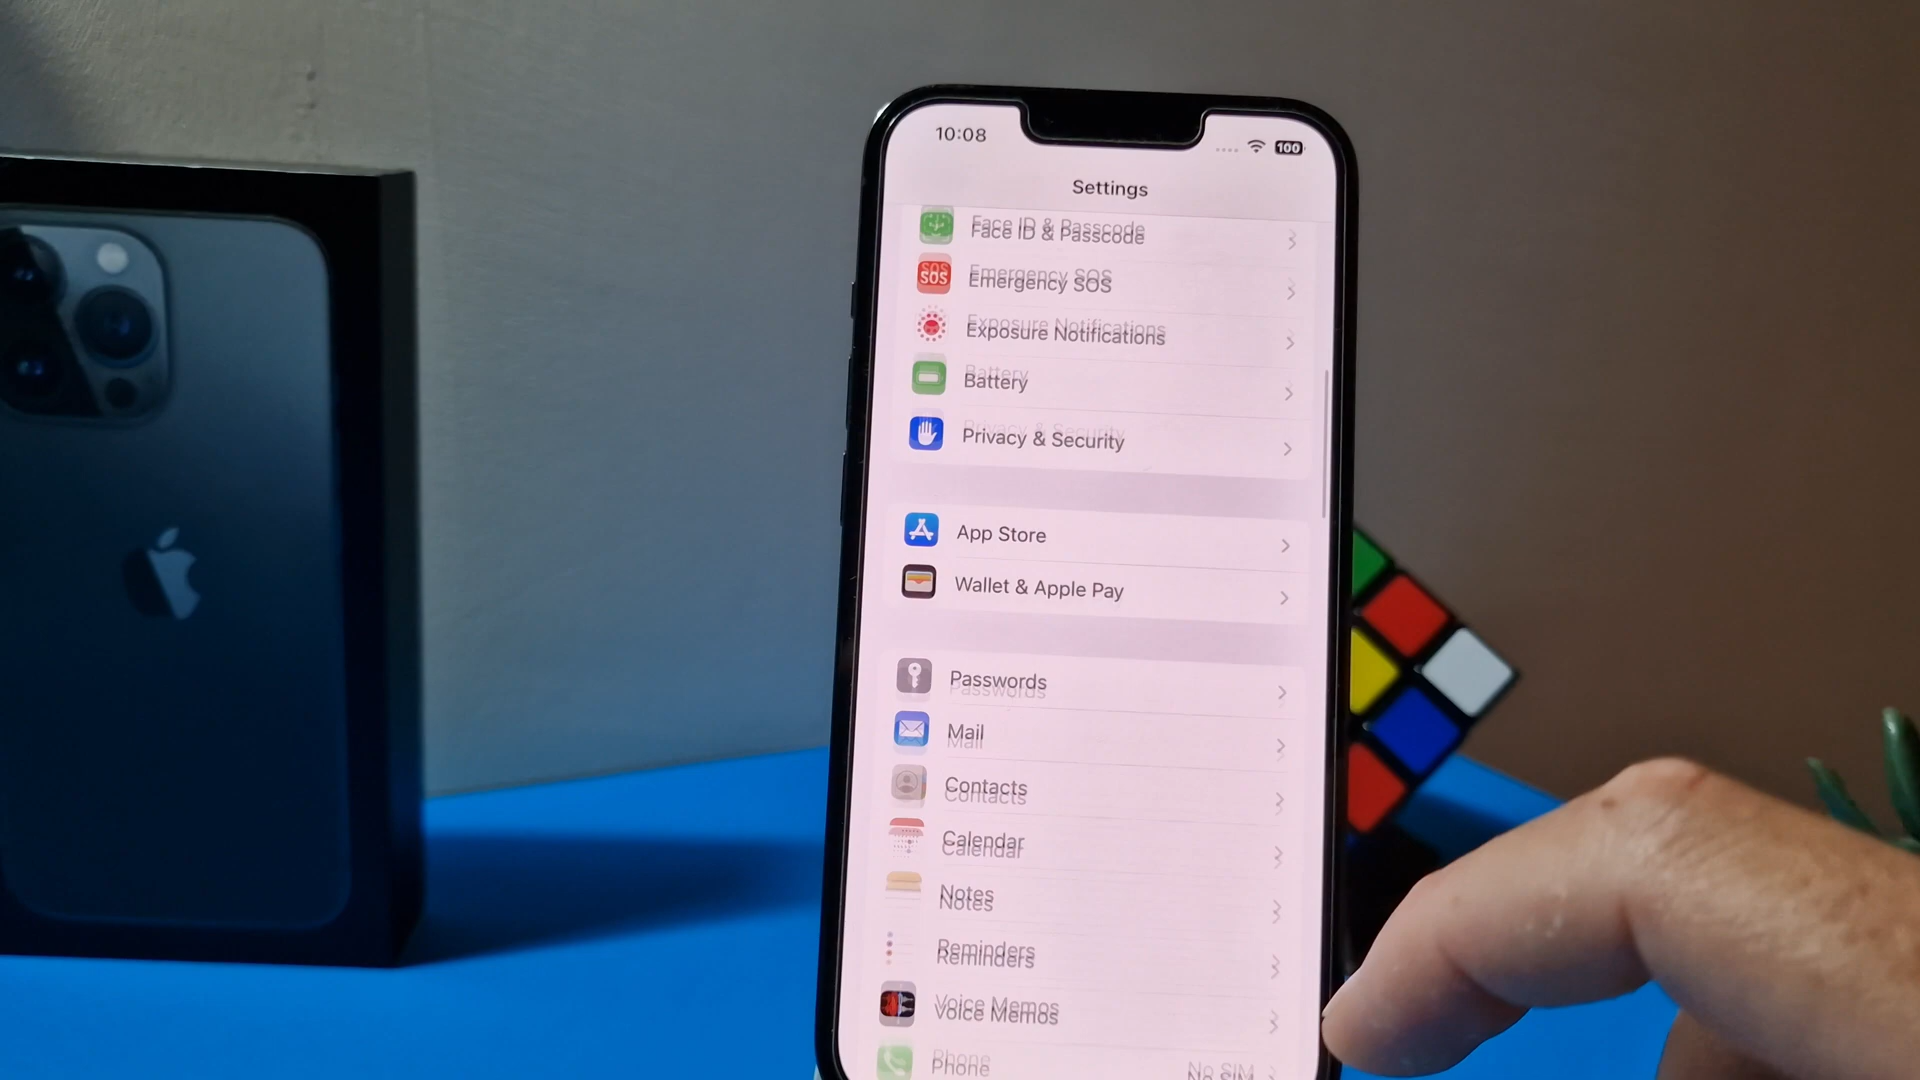 10:08
100
Settings
Face ID & Passcode
SOS Emergency SOS
Exposure Notifications
Battery
Privacy & Security
App Store
Wallet & Apple Pay
Passwords
Mail
Contacts
Calendar
Notes
Reminders
Voice Memos
Phone No SIM